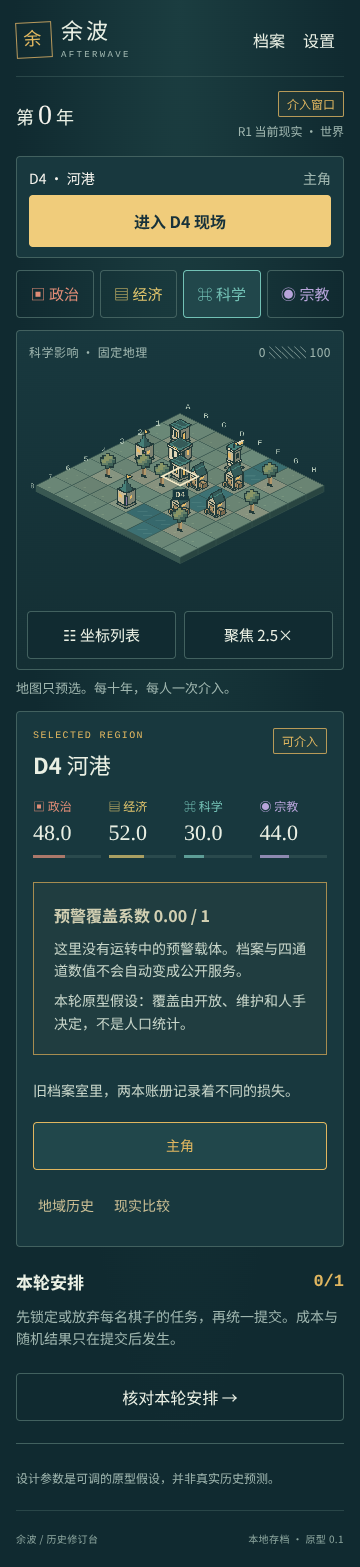 余 余波
AFTERWAVE
档案 设置
第 0 年
介入窗口
R1 当前现实 · 世界
D4 · 河港 主角
进入 D4 现场
政治 经济 科学 宗教
科学影响 · 固定地理 0 100
A
B
C
D
E
F
G
H
1
2
3
4
5
6
7
8
D4
坐标列表 聚焦 2.5×
地图只预选。每十年，每人一次介入。
SELECTED REGION
可介入
D4 河港
政治 经济 科学 宗教
48.0 52.0 30.0 44.0
预警覆盖系数 0.00 / 1
这里没有运转中的预警载体。档案与四通
道数值不会自动变成公开服务。
本轮原型假设：覆盖由开放、维护和人手
决定，不是人口统计。
旧档案室里，两本账册记录着不同的损失。
主角
地域历史 现实比较
本轮安排 0/1
先锁定或放弃每名棋子的任务，再统一提交。成本与
随机结果只在提交后发生。
核对本轮安排 →
设计参数是可调的原型假设，并非真实历史预测。
余波 / 历史修订台 本地存档 · 原型 0.1